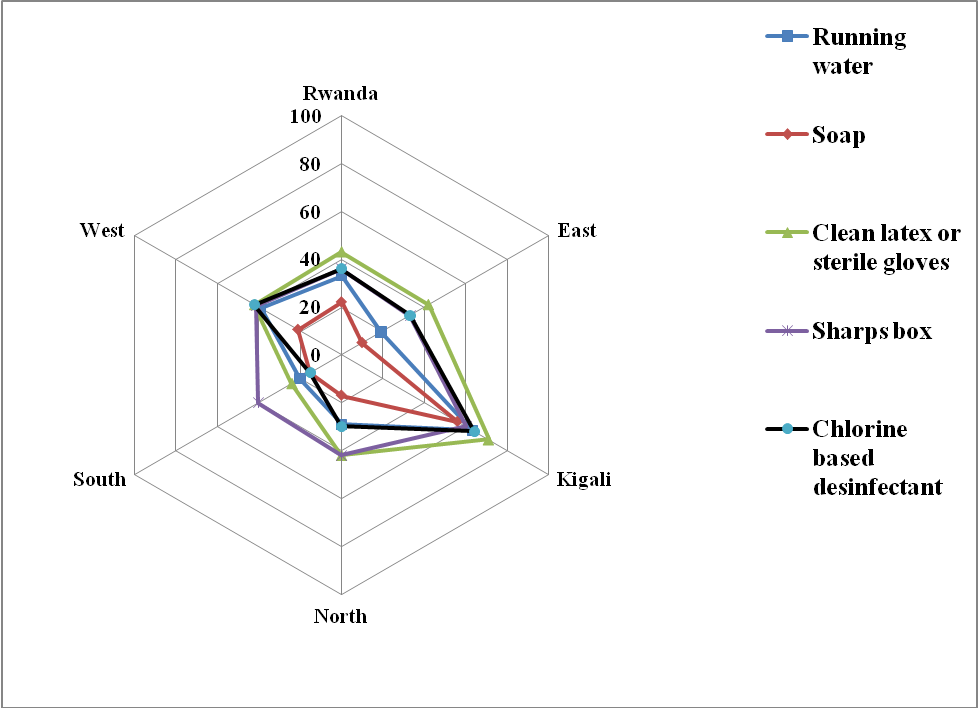 Rwanda
100
80
60
40
20
0
West
East
South
Kigali
North
Running
water
Soap
Clean latex or
sterile gloves
Sharps box
Chlorine
based
desinfectant